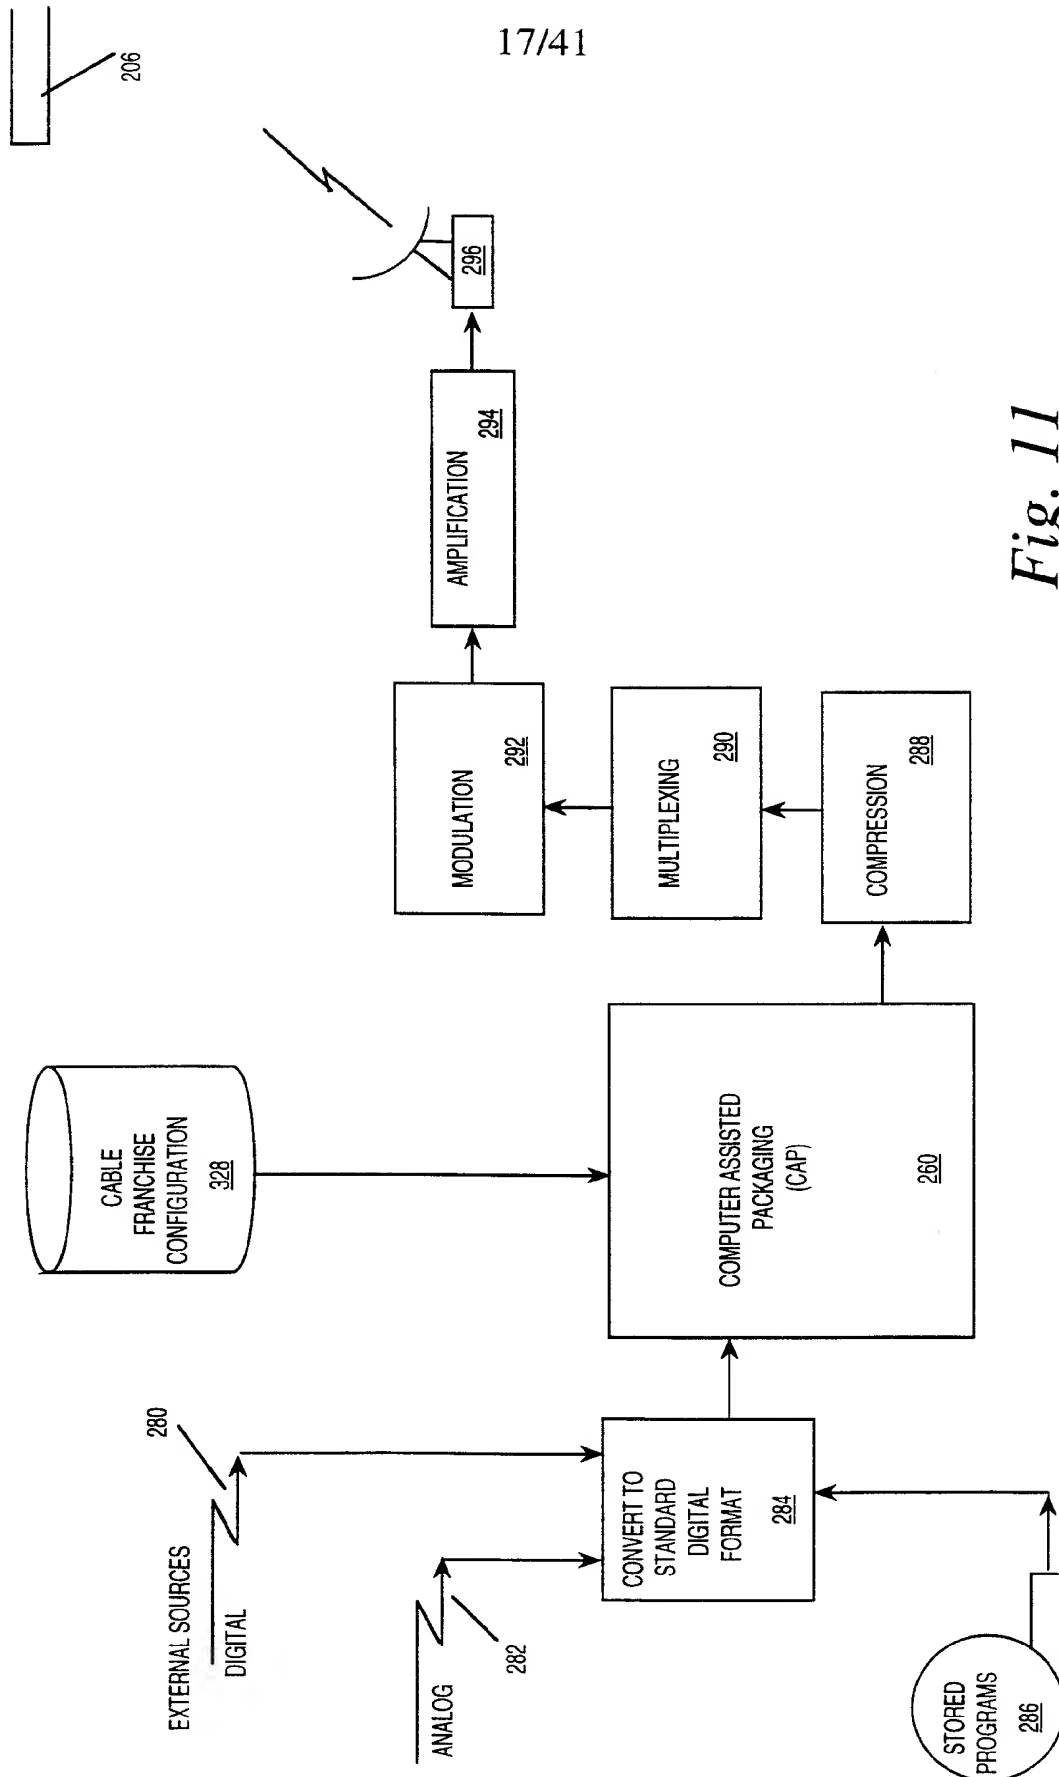 17/41
206
296
AMPLIFICATION
294
MODULATION
292
MULTIPLEXING
290
COMPRESSION
288
CABLE
FRANCHISE
CONFIGURATION
328
COMPUTER ASSISTED
PACKAGING
(CAP)
260
EXTERNAL SOURCES
DIGITAL
280
ANALOG
282
CONVERT TO
STANDARD
DIGITAL
FORMAT
284
STORED
PROGRAMS
286
Fig. 11